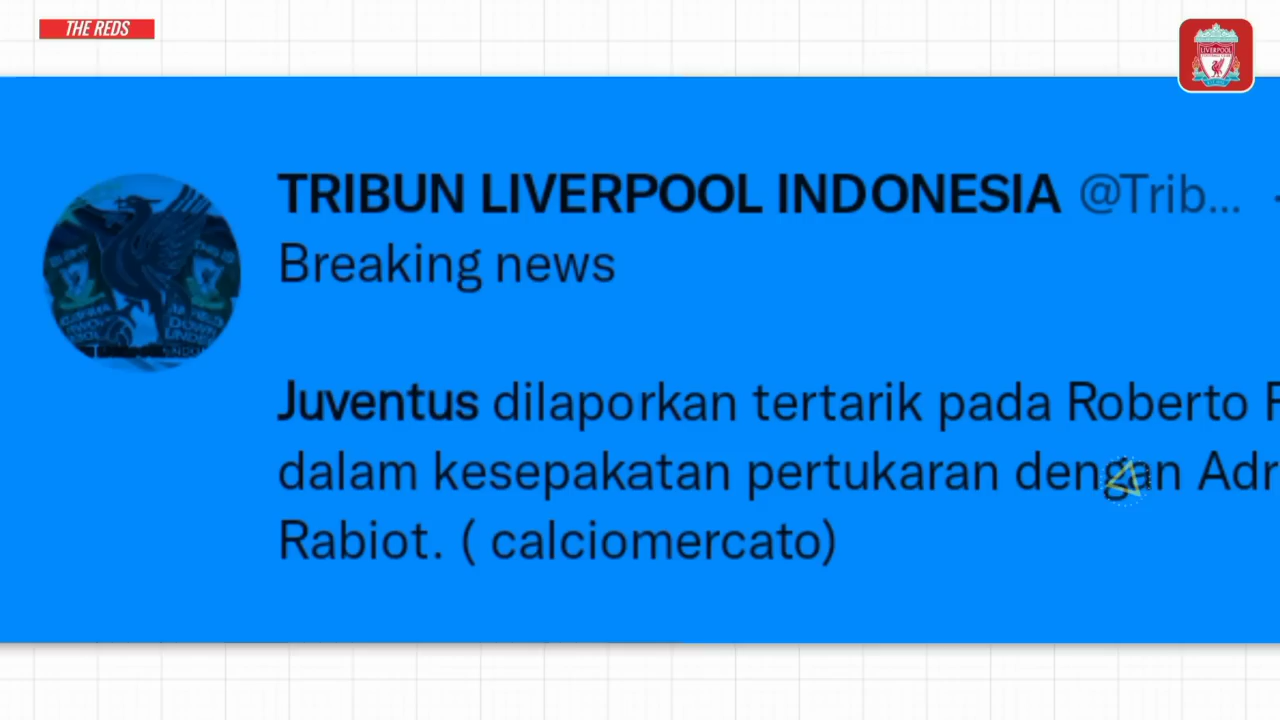 THE REDS
TRIBUN LIVERPOOL INDONESIA @Trib...
Breaking news
Juventus dilaporkan tertarik pada Roberto
dalam kesepakatan pertukaran dengan Adr
Rabiot. ( calciomercato)